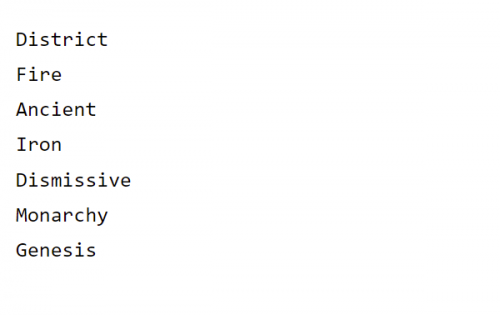 District
Fire
Ancient
Iron
Dismissive
Monarchy
Genesis